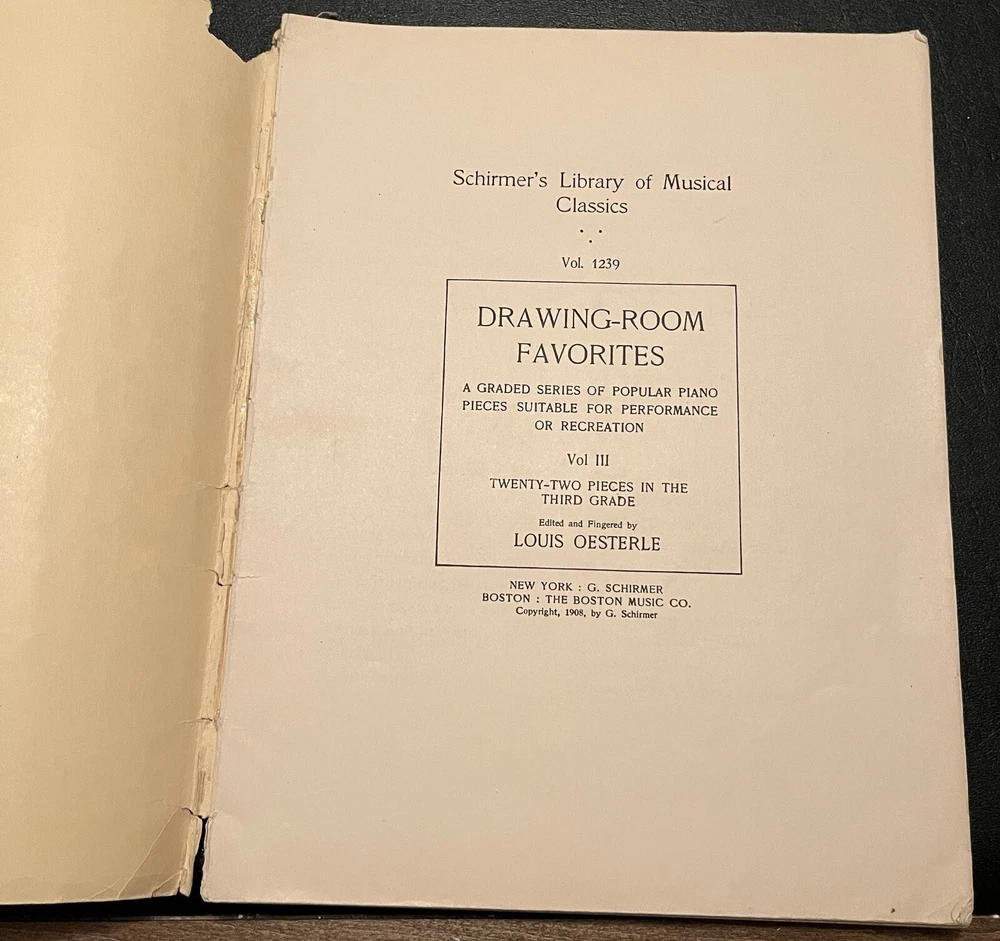 Schirmer's Library of Musical
Classics
Vol. 1239
DRAWING-ROOM
FAVORITES
A GRADED SERIES OF POPULAR PIANO
PIECES SUITABLE FOR PERFORMANCE
OR RECREATION
Vol III
TWENTY-TWO PIECES IN THE
THIRD GRADE
Edited and Fingered by
LOUIS OESTERLE
NEW YORK : G. SCHIRMER
BOSTON : THE BOSTON MUSIC CO.
Copyright, 1908, by G. Schirmer